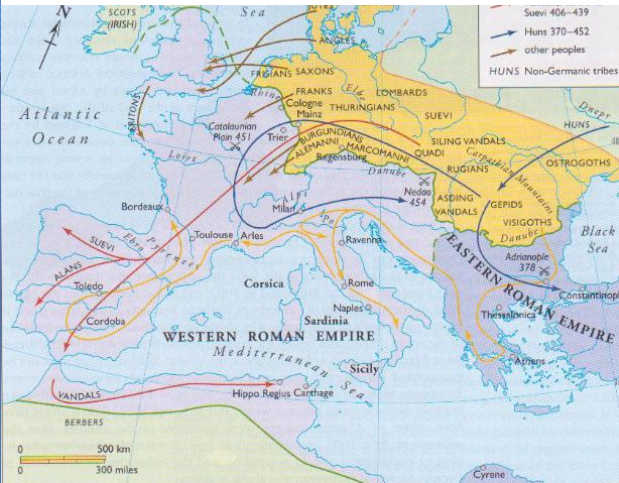 SCOTS
(IRISH)
N
Sea
JUTES
ANGLES
Suevi 406–439
Huns 370–452
other peoples
HUNS Non-Germanic tribes
FRISIANS SAXONS
FRANKS
Rhine
Cologne
Mainz
Elbe
LOMBARDS
THURINGIANS
SUEVI
Dnepr
HUNS
Atlantic
Ocean
BRITONS
Catalaunian
Plain 451
Trier
BURGUNDIANS
ALEMANNI
MARCOMANNI
Regensburg
QUADI
SILING VANDALS
RUGIANS
Carpathian Mountains
OSTROGOTHS
Loire
Danube
Nedao
454
ASDING
VANDALS
GEPIDS
VISIGOTHS
Danube
Alps
Milan
Bordeaux
Toulouse
Arles
Ravenna
Black
Sea
Adrianople
378
Constantinopl
SUEVI
Ebro
Pyrenees
ALANS
Toledo
Cordoba
Corsica
Rome
Naples
EASTERN ROMAN EMPIRE
Thessalonica
Athens
Sardinia
WESTERN ROMAN EMPIRE
Mediterranean Sea
Sicily
VANDALS
Hippo Regius
Carthage
BERBERS
0 500 km
0 300 miles
Cyrene